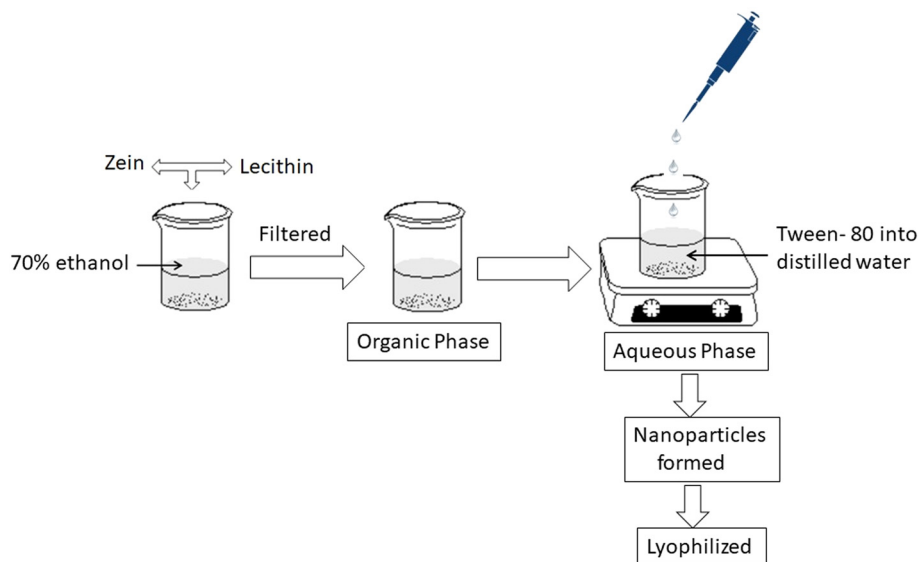 Zein
Lecithin
70% ethanol
Filtered
Organic Phase
Tween- 80 into
distilled water
Aqueous Phase
Nanoparticles
formed
Lyophilized